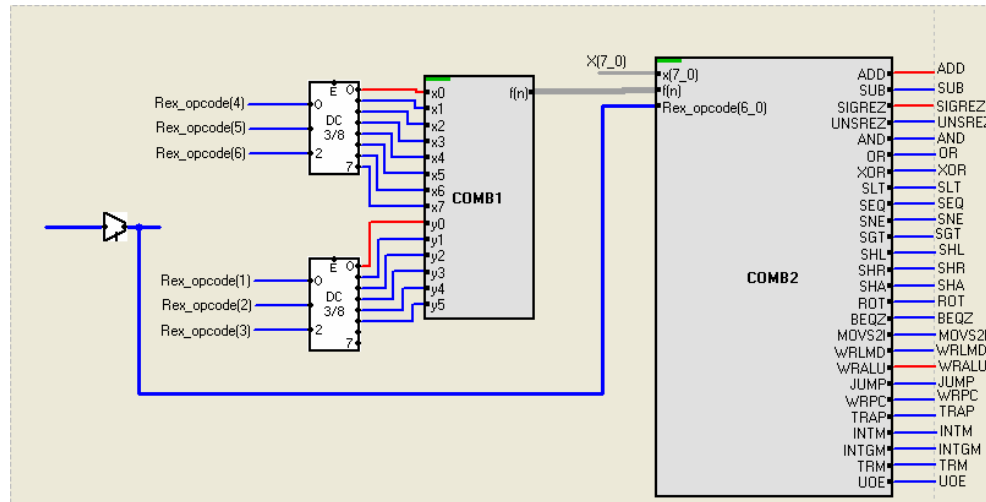 Rex_opcode(4)
Rex_opcode(5)
Rex_opcode(6)
0
2
E
0
DC
3/8
7
x0
x1
x2
x3
x4
x5
x6
x7
y0
y1
y2
y3
y4
y5
f(n)
COMB1
Rex_opcode(1)
Rex_opcode(2)
Rex_opcode(3)
0
2
E
0
DC
3/8
7
X(7_0)
x(7_0)
f(n)
Rex_opcode(6_0)
COMB2
ADD ADD
SUB SUB
SIGREZ SIGREZ
UNSREZ UNSREZ
AND AND
OR OR
XOR XOR
SLT SLT
SEQ SEQ
SNE SNE
SGT SGT
SHL SHL
SHR SHR
SHA SHA
ROT ROT
BEQZ BEQZ
MOVS2I MOVS2I
WRLMD WRLMD
WRALU WRALU
JUMP JUMP
WRPC WRPC
TRAP TRAP
INTM INTM
INTGM INTGM
TRM TRM
UOE UOE